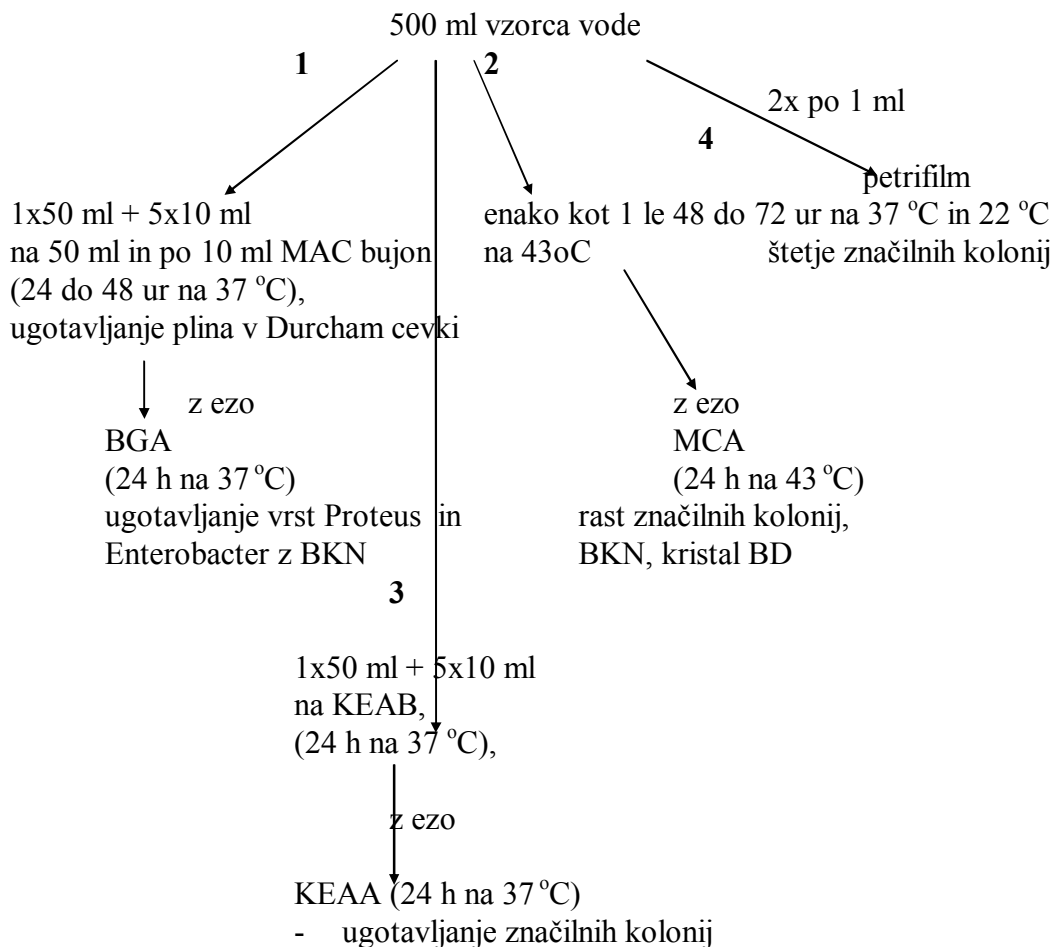 500 ml vzorca vode
1
2
2x po 1 ml
4
petrifilm
1x50 ml + 5x10 ml
na 50 ml in po 10 ml MAC bujon
(24 do 48 ur na 37 °C),
ugotavljanje plina v Durcham cevki
enako kot 1 le 48 do 72 ur na 37 °C in 22 °C
na 43oC štetje značilnih kolonij
z ezo
BGA
(24 h na 37 °C)
ugotavljanje vrst Proteus in
Enterobacter z BKN
z ezo
MCA
(24 h na 43 °C)
rast značilnih kolonij,
BKN, kristal BD
3
1x50 ml + 5x10 ml
na KEAB,
(24 h na 37 °C),
z ezo
KEAA (24 h na 37 °C)
- ugotavljanje značilnih kolonij